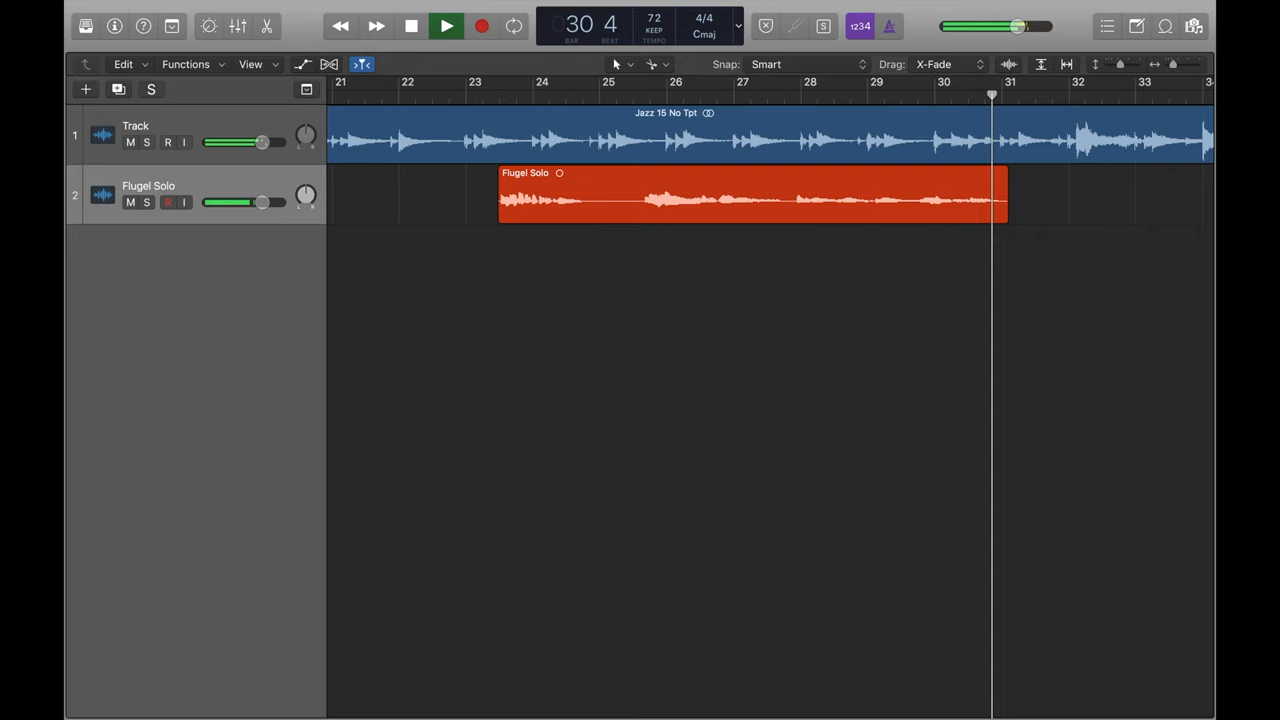 30 4 72 4/4
KEEP Cmaj
BAR BEAT TEMPO
1234
S
Edit Functions View Snap: Smart Drag: X-Fade
S 21 22 23 24 25 26 27 28 29 30 31 32 33 34
Jazz 15 No Tpt
1 Track
M S R I L R
Flugel Solo
2 Flugel Solo
M S R I L R